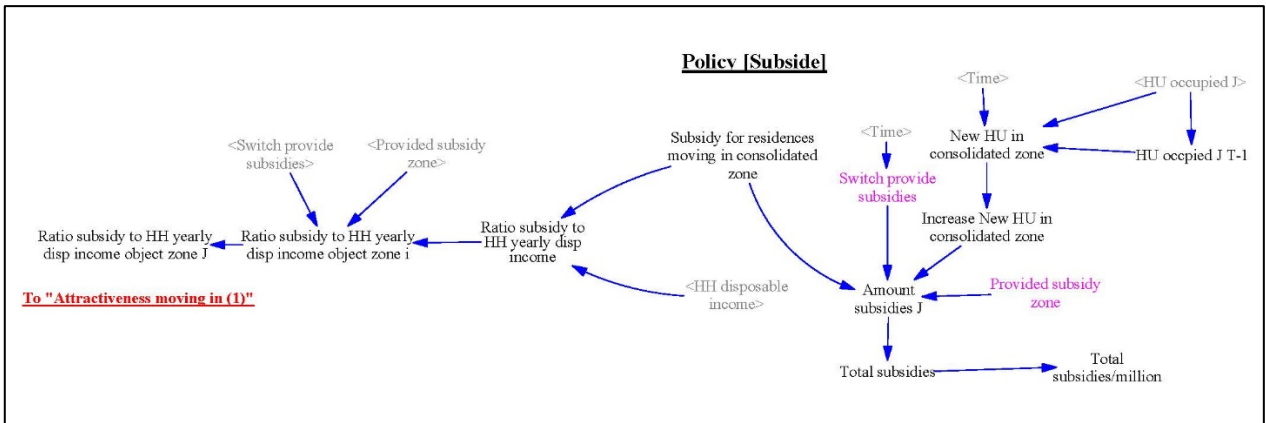 Policy [Subside]
<Time>
<HU occupied J>
<Switch provide
subsidies>
<Provided subsidy
zone>
Subsidy for residences
moving in consolidated
zone
<Time>
New HU in
consolidated zone
HU occpied J T-1
Switch provide
subsidies
Ratio subsidy to HH yearly
disp income object zone J
Ratio subsidy to HH yearly
disp income object zone i
Ratio subsidy to
HH yearly disp
income
Increase New HU in
consolidated zone
To "Attractiveness moving in (1)"
<HH disposable
income>
Amount
subsidies J
Provided subsidy
zone
Total subsidies
Total
subsidies/million